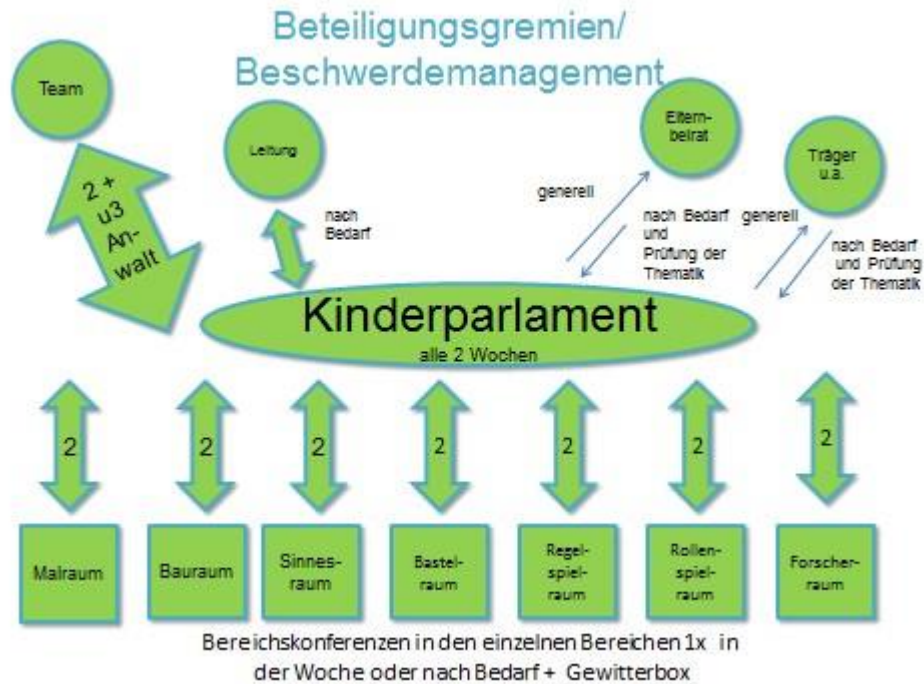 Beteiligungsgremien/
Beschwerdemanagement
Team
Leitung
Eltern-
beirat
Träger
u.a.
2 +
u3
An-
walt
nach
Bedarf
generell
nach Bedarf
und
Prüfung der
Thematik
generell
nach Bedarf
und Prüfung
der Thematik
Kinderparlament
alle 2 Wochen
2
2
2
2
2
2
2
Malraum
Bauraum
Sinnes-
raum
Bastel-
raum
Regel-
spiel-
raum
Rollen-
spiel-
raum
Forscher-
raum
Bereichskonferenzen in den einzelnen Bereichen 1x in
der Woche oder nach Bedarf + Gewitterbox